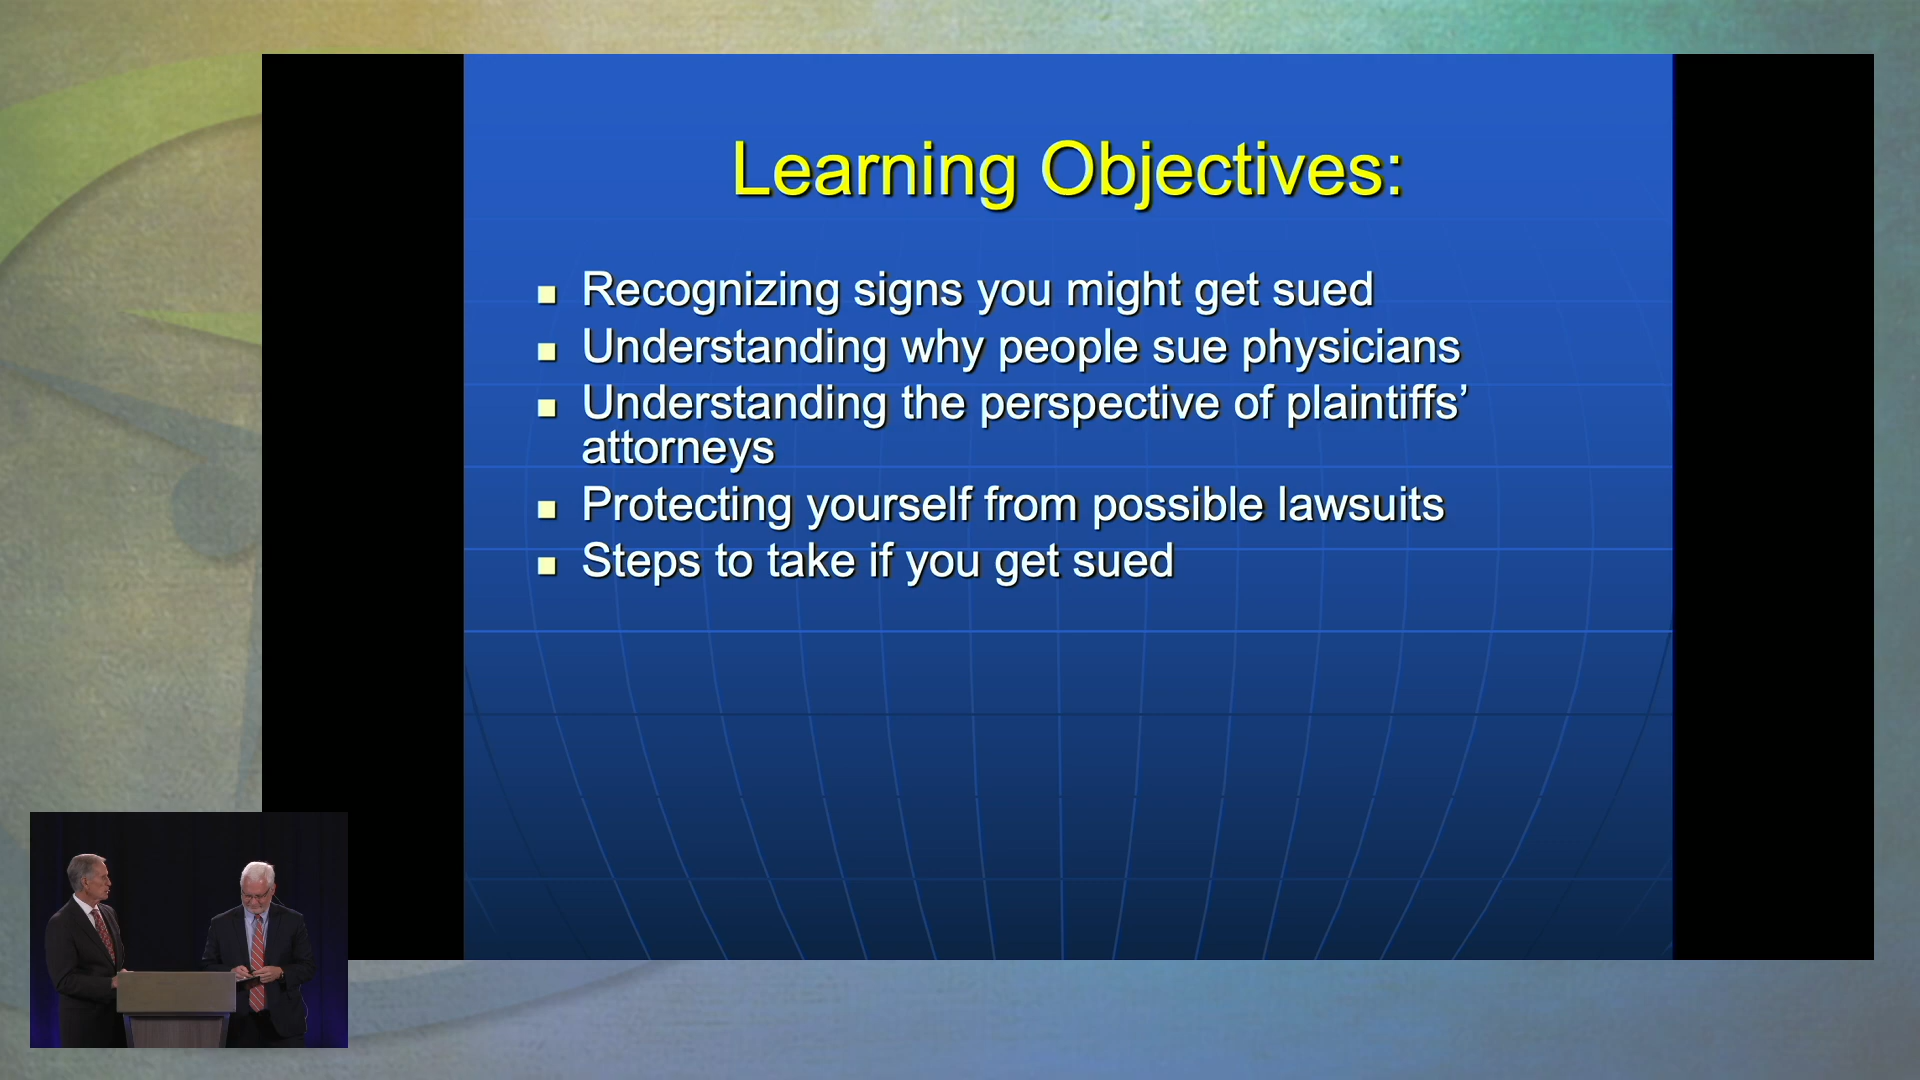 Learning Objectives:
Recognizing signs you might get sued
Understanding why people sue physicians
Understanding the perspective of plaintiffs’
attorneys
Protecting yourself from possible lawsuits
Steps to take if you get sued